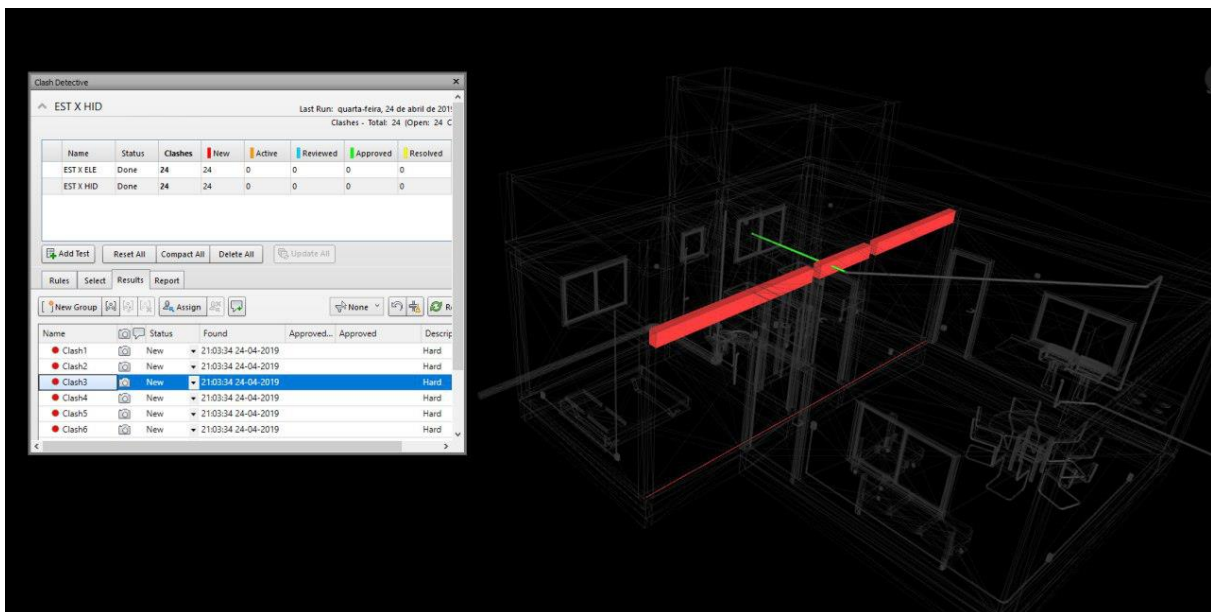 Clash Detective
EST X HID
Last Run: quarta-feira, 24 de abril de 2019
Clashes - Total: 24 (Open: 24 C
Name Status Clashes New Active Reviewed Approved Resolved
EST X ELE Done 24 24 0 0 0 0
EST X HID Done 24 24 0 0 0 0
Add Test Reset All Compact All Delete All Update All
Rules Select Results Report
New Group Assign None
Name Status Found Approved... Approved Descrip
Clash1 New 21:03:34 24-04-2019 Hard
Clash2 New 21:03:34 24-04-2019 Hard
Clash3 New 21:03:34 24-04-2019 Hard
Clash4 New 21:03:34 24-04-2019 Hard
Clash5 New 21:03:34 24-04-2019 Hard
Clash6 New 21:03:34 24-04-2019 Hard